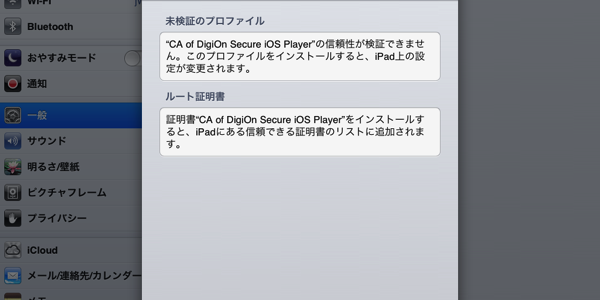 Wi-Fi
Bluetooth
おやすみモード
通知
一般
サウンド
明るさ/壁紙
ピクチャフレーム
プライバシー
iCloud
メール/連絡先/カレンダー
メモ
未検証のプロファイル
“CA of DigiOn Secure iOS Player”の信頼性が検証できませ
ん。このプロファイルをインストールすると、iPad上の設
定が変更されます。
ルート証明書
証明書“CA of DigiOn Secure iOS Player”をインストールす
ると、iPadにある信頼できる証明書のリストに追加されま
す。